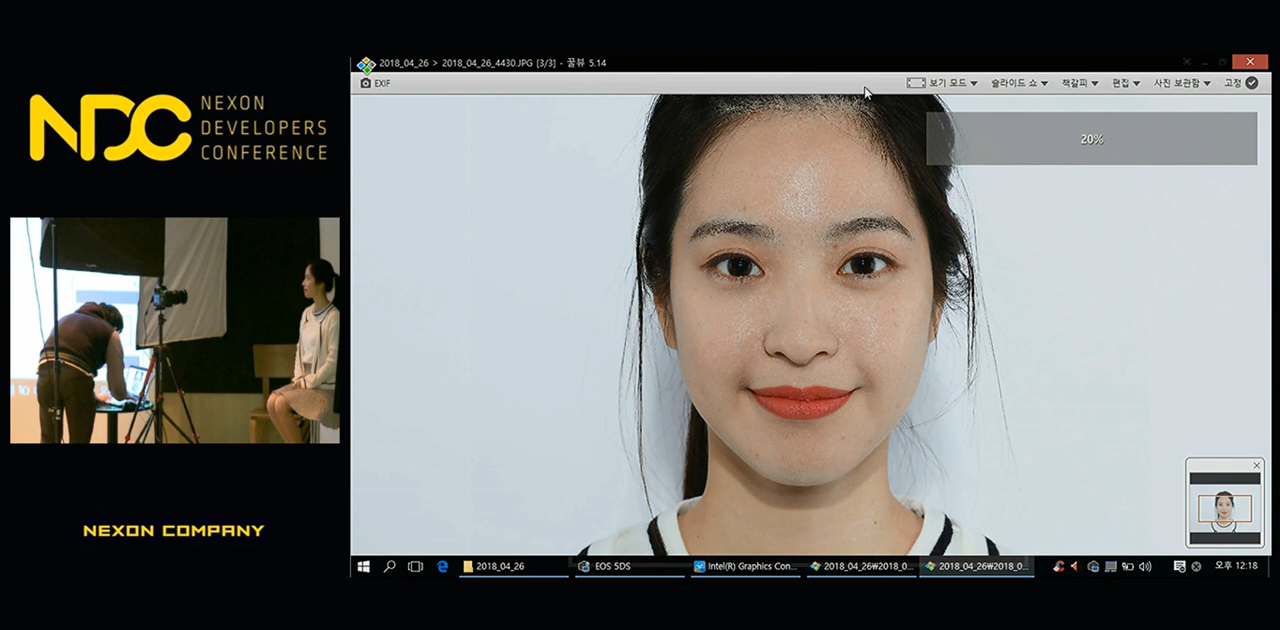 NDC
NEXON
DEVELOPERS
CONFERENCE
NEXON COMPANY
2018_04_26 > 2018_04_26_4430.JPG [3/3] - 꿀뷰 5.14
EXIF
보기 모드
슬라이드 쇼
책갈피
편집
사진 보관함
고정
20%
2018_04_26
EOS 5DS
Intel(R) Graphics Con...
2018_04_26₩2018_0...
2018_04_26₩2018_0...
오후 12:18